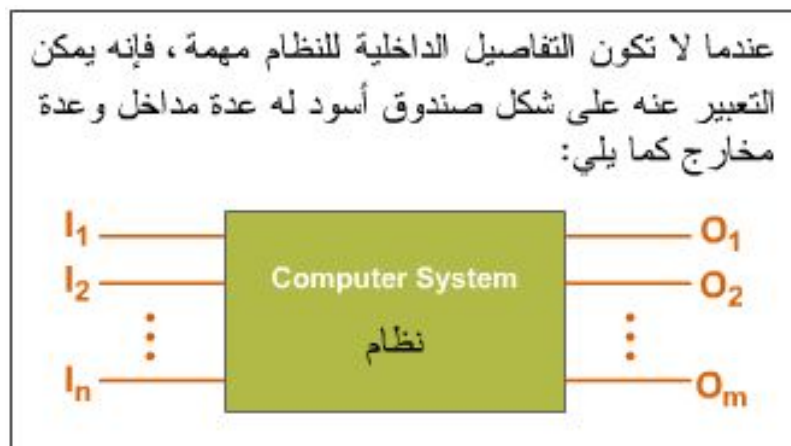 عندما لا تكون التفاصيل الداخلية للنظام مهمة، فإنه يمكن
التعبير عنه على شكل صندوق أسود له عدة مداخل وعدة
مخارج كما يلي:
I1
O1
Computer System
I2
O2
نظام
In
Om